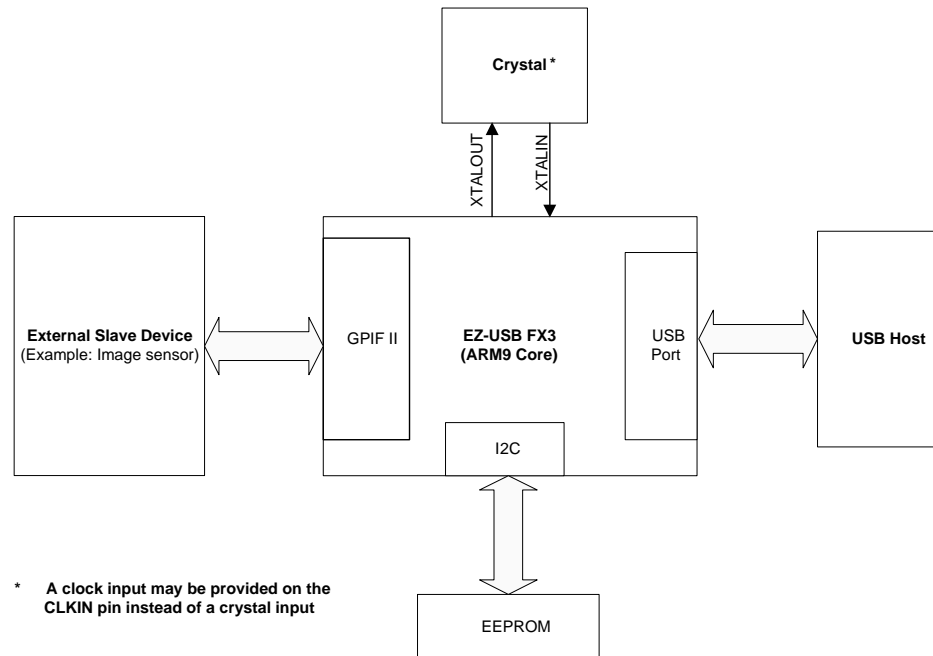 Crystal *
XTALOUT
XTALIN
External Slave Device
(Example: Image sensor)
GPIF II
EZ-USB FX3
(ARM9 Core)
USB
Port
USB Host
I2C
* A clock input may be provided on the
CLKIN pin instead of a crystal input
EEPROM